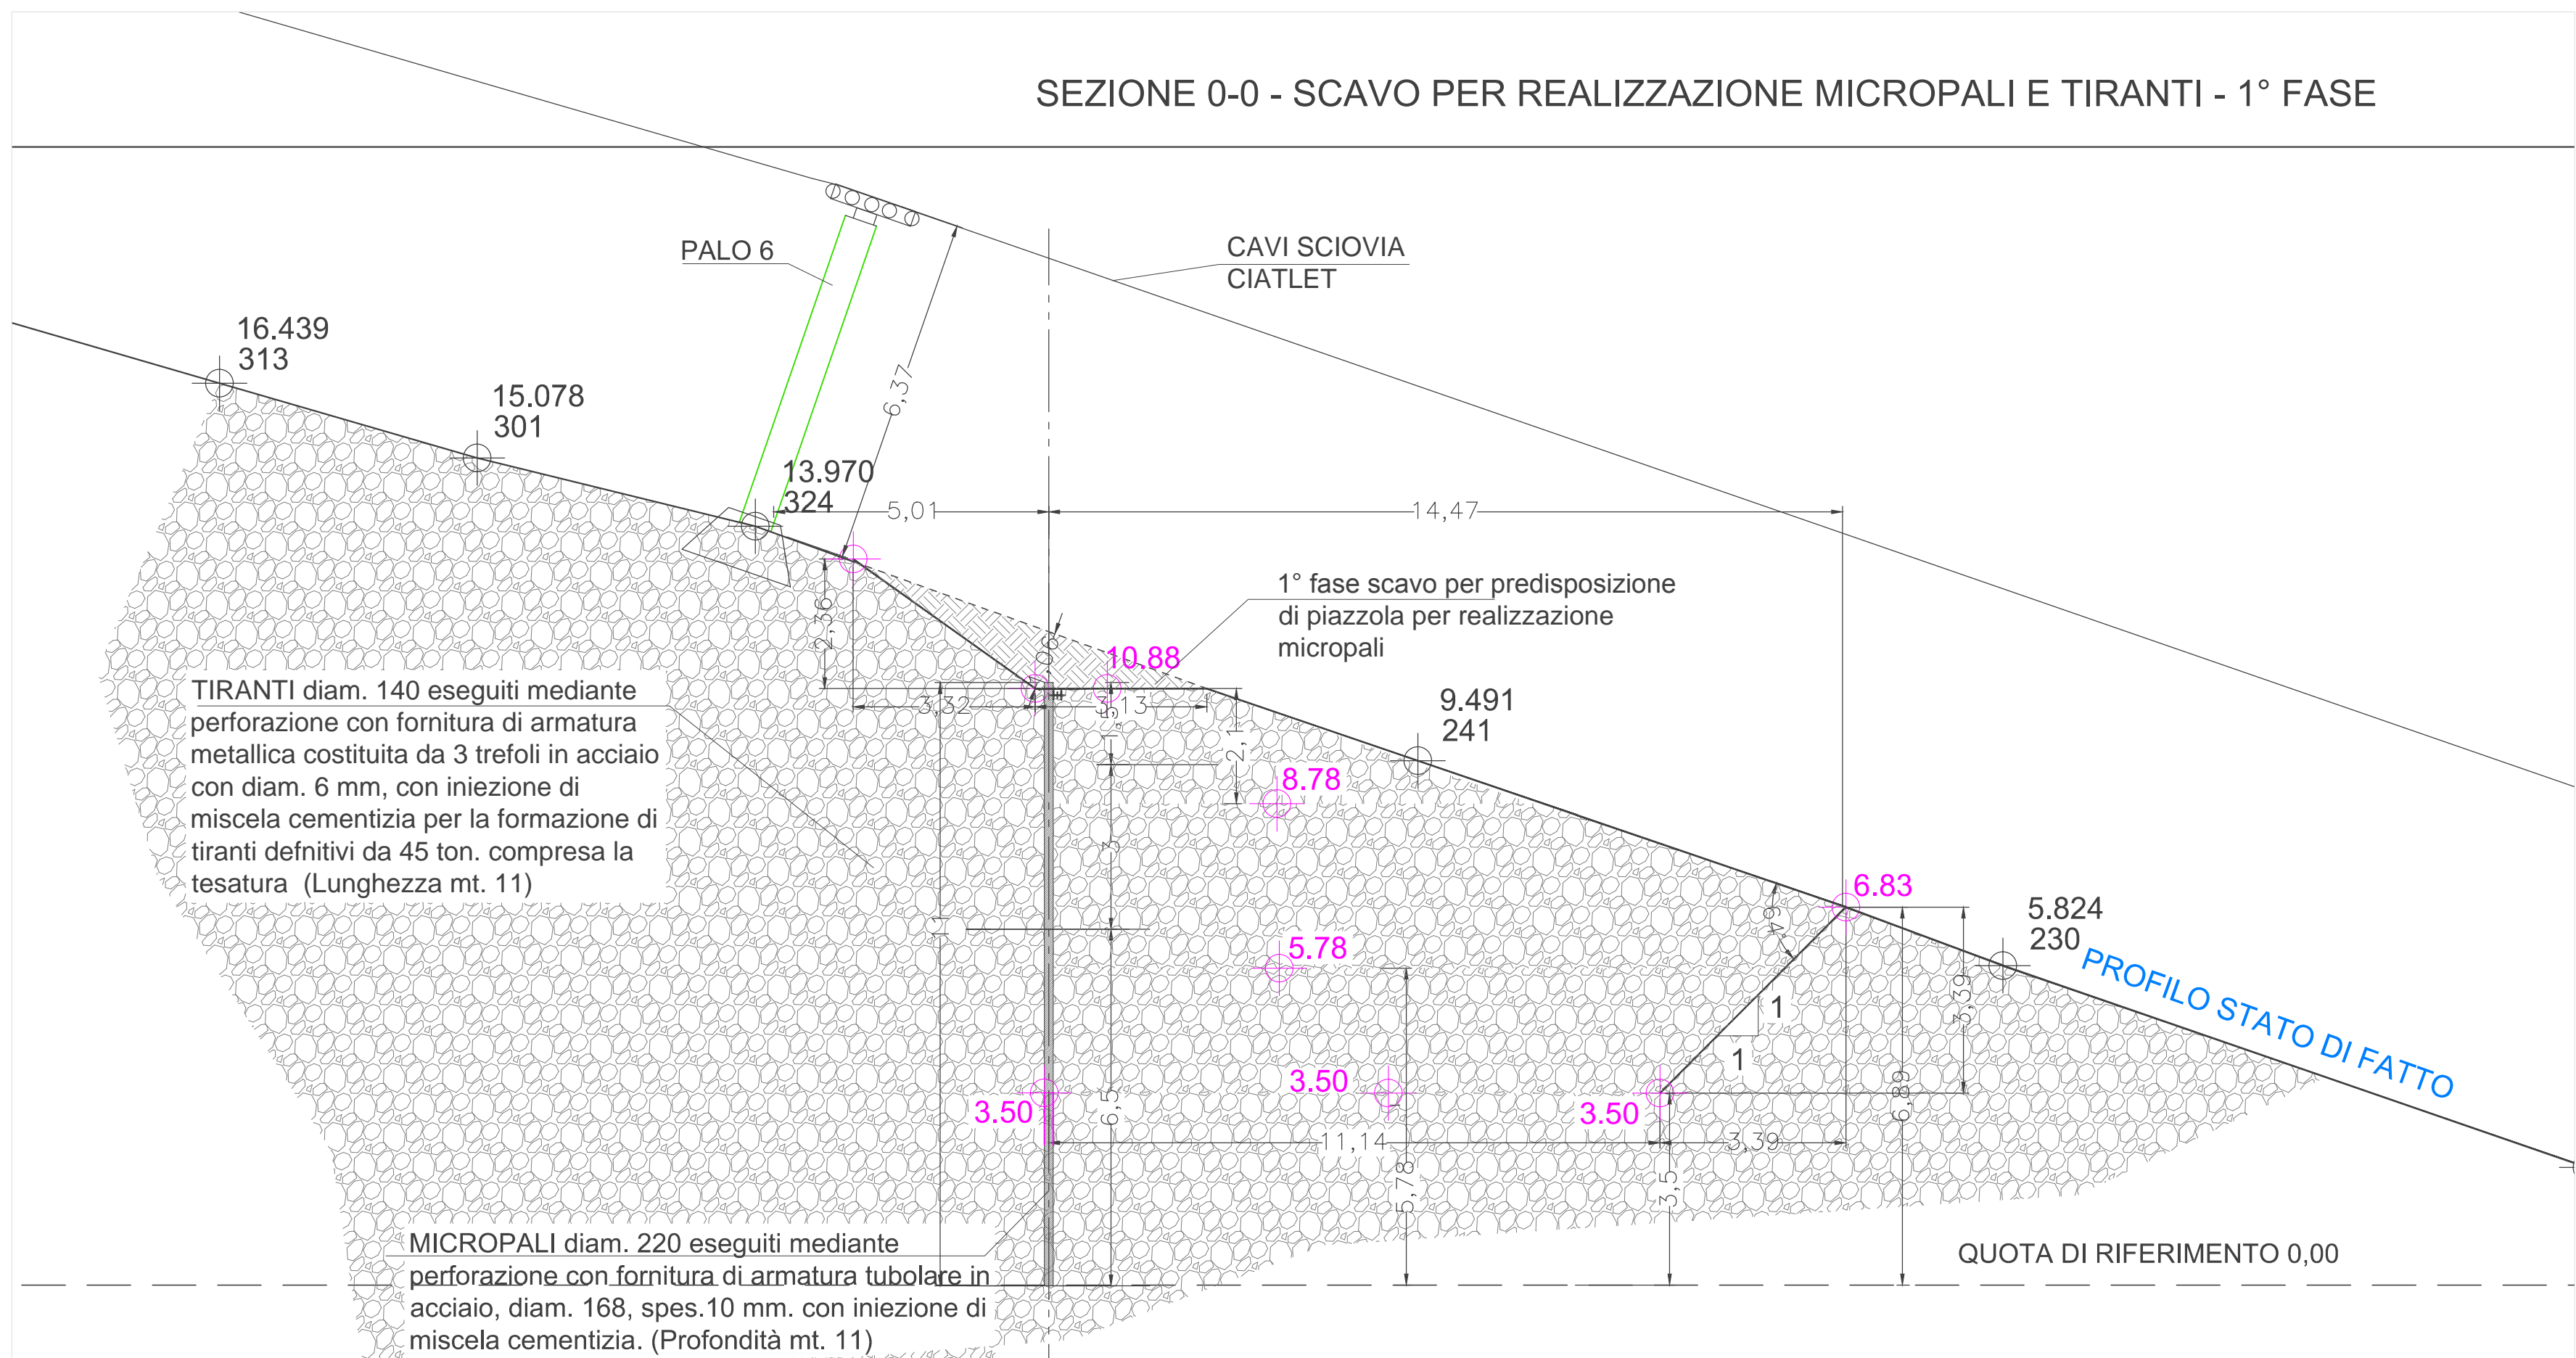 SEZIONE 0-0 - SCAVO PER REALIZZAZIONE MICROPALI E TIRANTI - 1° FASE
PALO 6
CAVI SCIOVIA
CIATLET
16.439
313
15.078
301
6,37
13.970
324
5,01
14,47
1° fase scavo per predisposizione
di piazzola per realizzazione
micropali
2,36
10.88
3,32
3,13
1,5
2,1
9.491
241
TIRANTI diam. 140 eseguiti mediante
perforazione con fornitura di armatura
metallica costituita da 3 trefoli in acciaio
con diam. 6 mm, con iniezione di
miscela cementizia per la formazione di
tiranti defnitivi da 45 ton. compresa la
tesatura (Lunghezza mt. 11)
8.78
3
11
6.83
64°
5.824
230
5.78
PROFILO STATO DI FATTO
3,39
1
1
3.50
3.50
3.50
6,5
6,89
11,14
3,39
5,78
3,5
MICROPALI diam. 220 eseguiti mediante
perforazione con fornitura di armatura tubolare in
acciaio, diam. 168, spes.10 mm. con iniezione di
miscela cementizia. (Profondità mt. 11)
QUOTA DI RIFERIMENTO 0,00